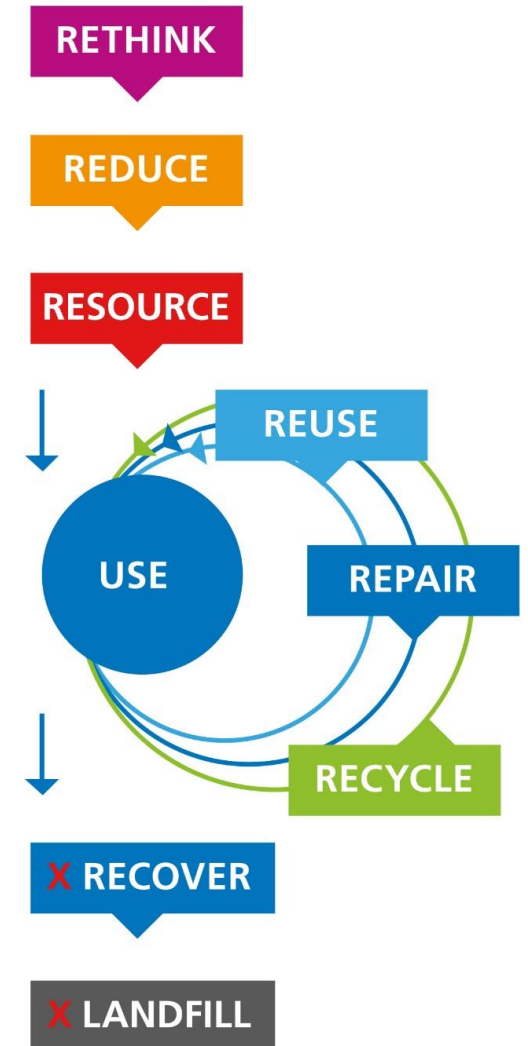 RETHINK
REDUCE
RESOURCE
REUSE
USE
REPAIR
RECYCLE
X RECOVER
X LANDFILL